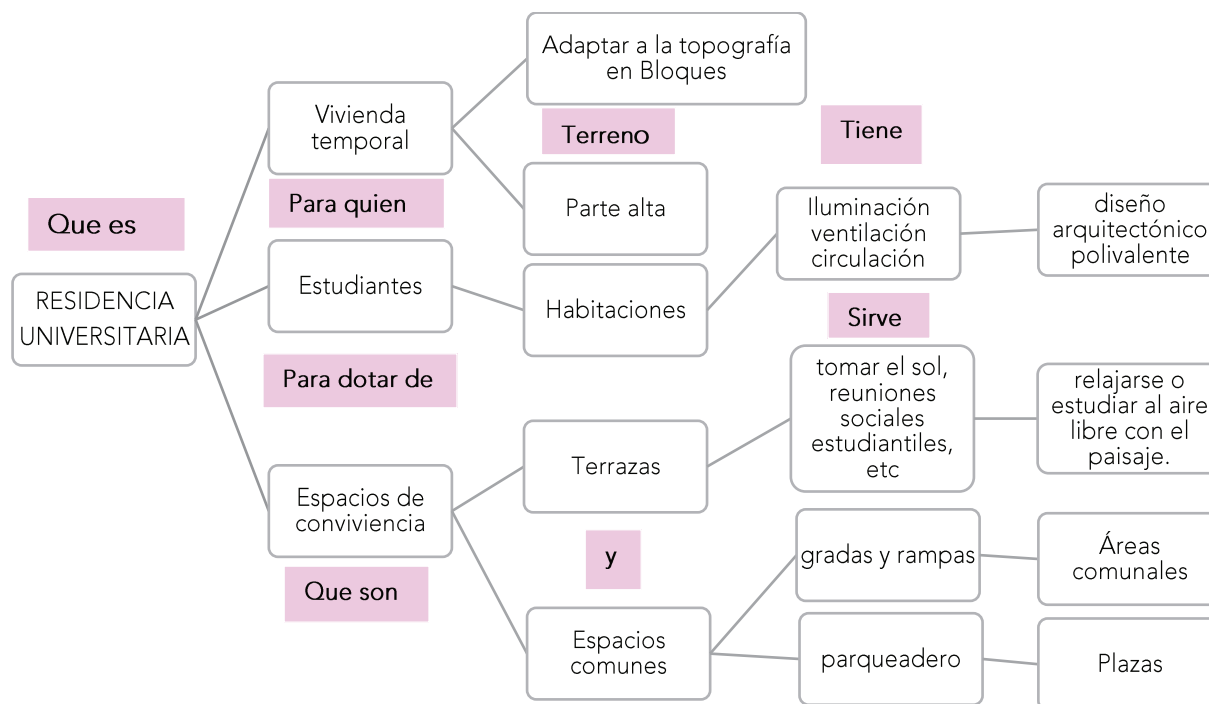 Adaptar a la topografía
en Bloques
Vivienda
temporal
Terreno
Tiene
Que es
Para quien
Parte alta
Iluminación
ventilación
circulación
diseño
arquitectónico
polivalente
RESIDENCIA
UNIVERSITARIA
Estudiantes
Habitaciones
Sirve
Para dotar de
tomar el sol,
reuniones
sociales
estudiantiles,
etc
relajarse o
estudiar al aire
libre con el
paisaje.
Terrazas
Espacios de
conviviencia
y
gradas y rampas
Áreas
comunales
Que son
Espacios
comunes
parqueadero
Plazas